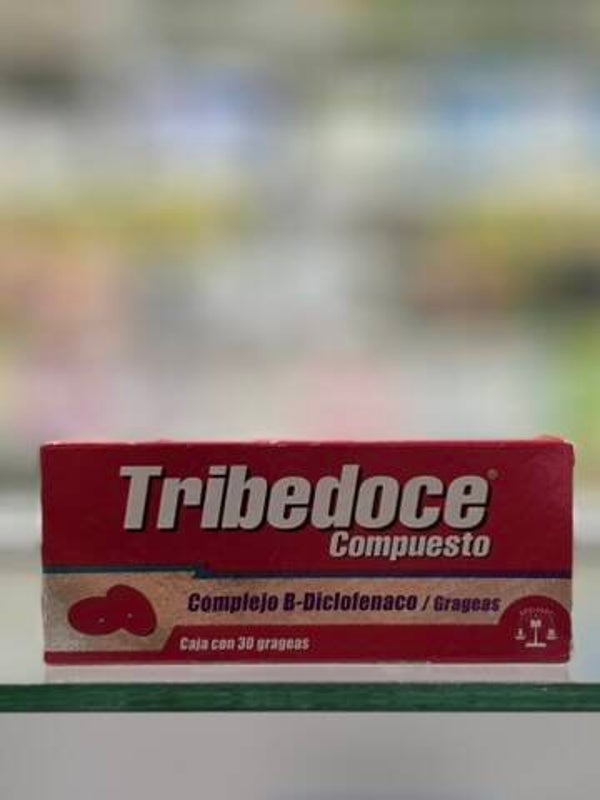 Tribedoce®
Compuesto
Complejo B-Diclofenaco / Grageas
Caja con 30 grageas